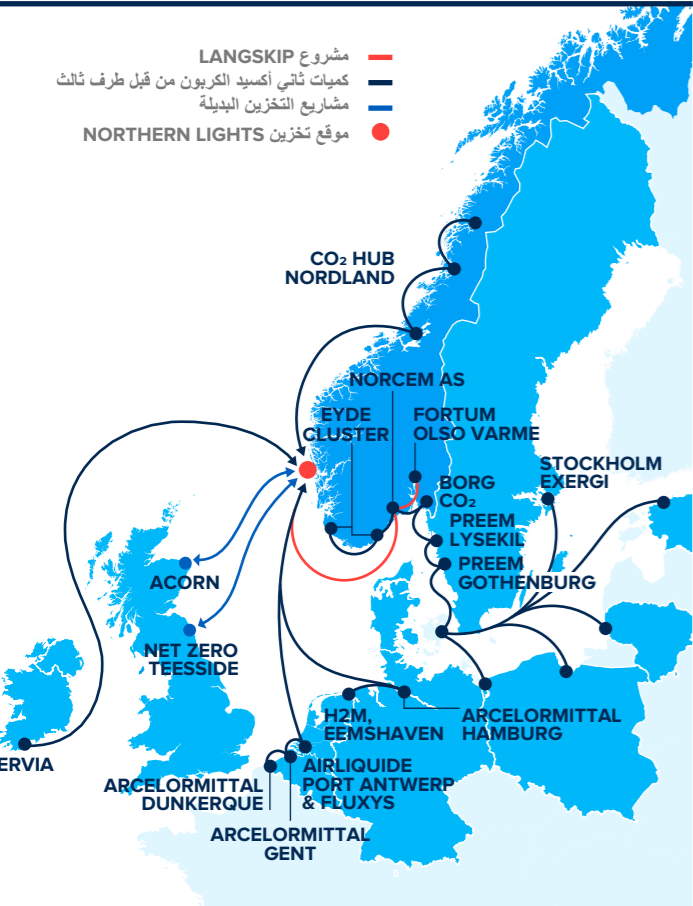 مشروع LANGSKIP
كميات ثاني أكسيد الكربون من قبل طرف ثالث
مشاريع التخزين البديلة
موقع تخزين NORTHERN LIGHTS
CO₂ HUB
NORDLAND
NORCEM AS
EYDE
CLUSTER
FORTUM
OLSO VARME
STOCKHOLM
EXERGI
BORG
CO₂
PREEM
LYSEKIL
PREEM
GOTHENBURG
ACORN
NET ZERO
TEESSIDE
H2M,
EEMSHAVEN
ARCELORMITTAL
HAMBURG
ERVIA
ARCELORMITTAL
DUNKERQUE
AIRLIQUIDE
PORT ANTWERP
& FLUXYS
ARCELORMITTAL
GENT